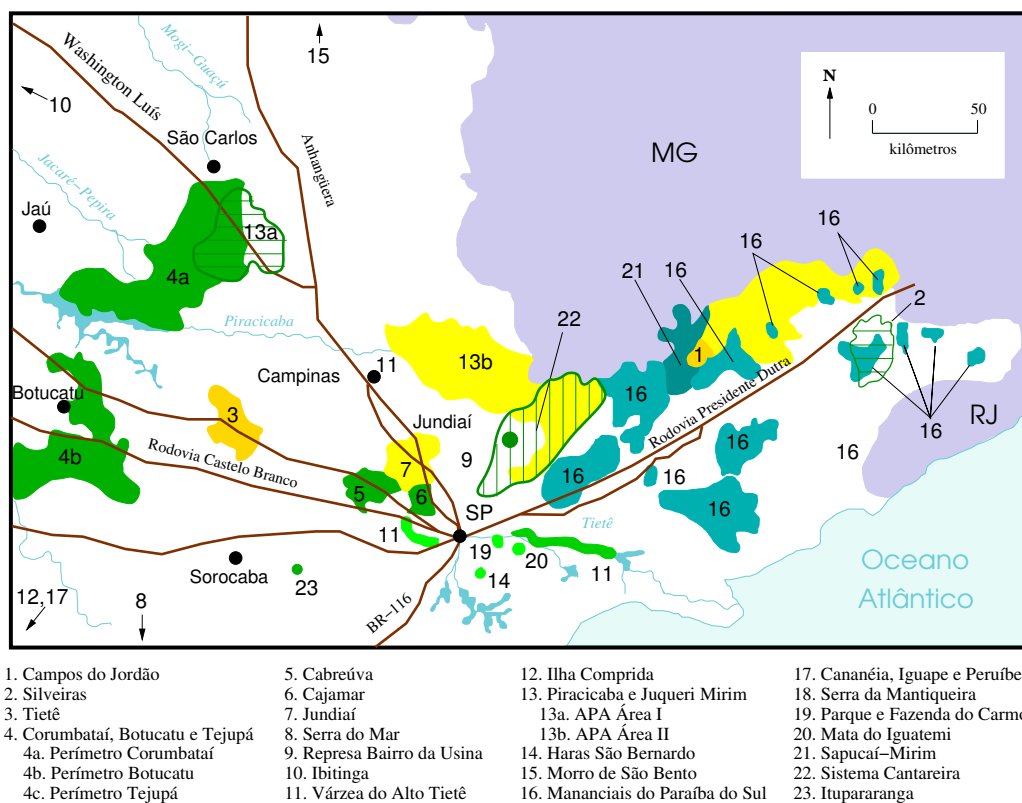 15
Mogi−Guaçú
Washington Luís
10
São Carlos
Anhangüera
MG
N
0
50
kilômetros
Jacaré−Pepira
Jaú
13a
4a
16
16
21
16
2
Piracicaba
22
1
Campinas
11
13b
16
Rodovia Presidente Dutra
Botucatu
3
Jundiaí
RJ
16
16
16
4b
Rodovia Castelo Branco
7
9
16
16
5
6
SP
16
11
19
Tietê
20
11
Sorocaba
23
14
Oceano
Atlântico
12,17
8
BR−116
1. Campos do Jordão
2. Silveiras
3. Tietê
4. Corumbataí, Botucatu e Tejupá
4a. Perímetro Corumbataí
4b. Perímetro Botucatu
4c. Perímetro Tejupá
5. Cabreúva
6. Cajamar
7. Jundiaí
8. Serra do Mar
9. Represa Bairro da Usina
10. Ibitinga
11. Várzea do Alto Tietê
12. Ilha Comprida
13. Piracicaba e Juqueri Mirim
13a. APA Área I
13b. APA Área II
14. Haras São Bernardo
15. Morro de São Bento
16. Mananciais do Paraíba do Sul
17. Cananéia, Iguape e Peruíbe
18. Serra da Mantiqueira
19. Parque e Fazenda do Carmo
20. Mata do Iguatemi
21. Sapucaí−Mirim
22. Sistema Cantareira
23. Itupararanga